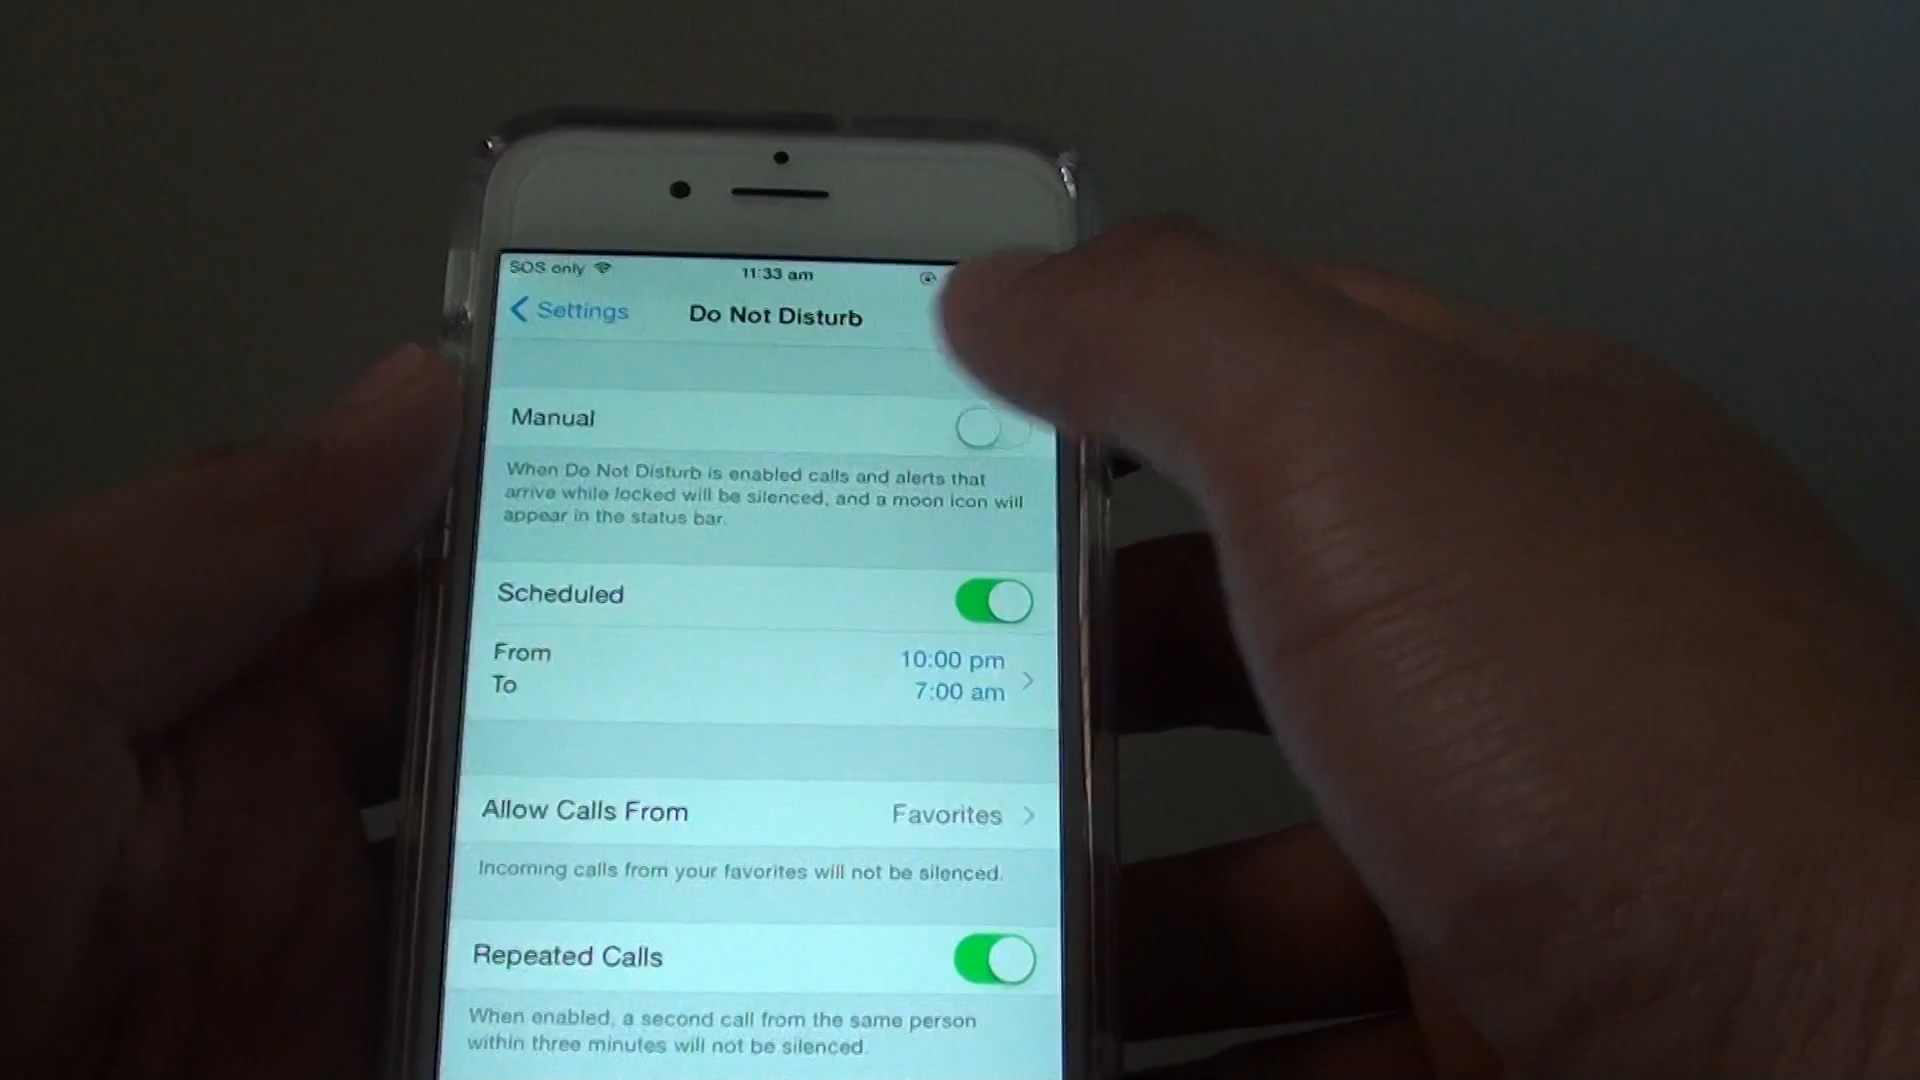 SOS only
11:33 am
Settings
Do Not Disturb
Manual
When Do Not Disturb is enabled calls and alerts that
arrive while locked will be silenced, and a moon icon will
appear in the status bar.
Scheduled
From
10:00 pm
To
7:00 am
Allow Calls From
Favorites
Incoming calls from your favorites will not be silenced.
Repeated Calls
When enabled, a second call from the same person
within three minutes will not be silenced.